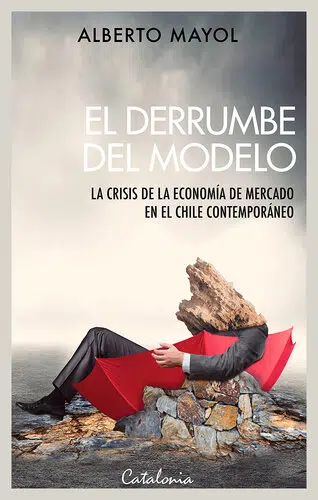 ALBERTO MAYOL
EL DERRUMBE
DEL MODELO
LA CRISIS DE LA ECONOMÍA DE MERCADO
EN EL CHILE CONTEMPORÁNEO
Catalonia